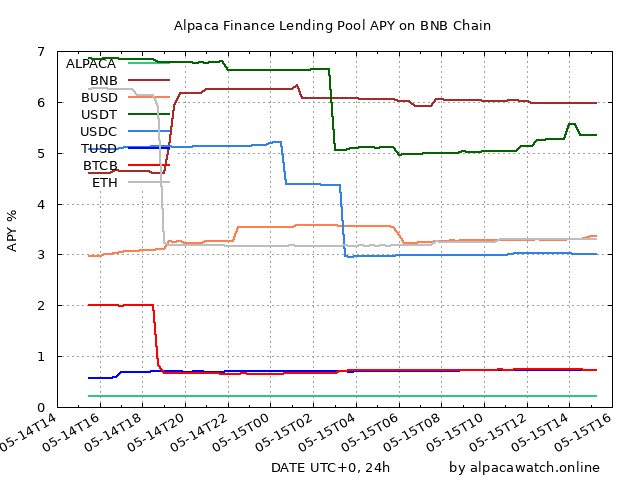 Alpaca Finance Lending Pool APY on BNB Chain
7
6
5
4
3
2
1
0
APY %
ALPACA
BNB
BUSD
USDT
USDC
TUSD
BTCB
ETH
05-14T14
05-14T16
05-14T18
05-14T20
05-14T22
05-15T00
05-15T02
05-15T04
05-15T06
05-15T08
05-15T10
05-15T12
05-15T14
05-15T16
DATE UTC+0, 24h
by alpacawatch.online